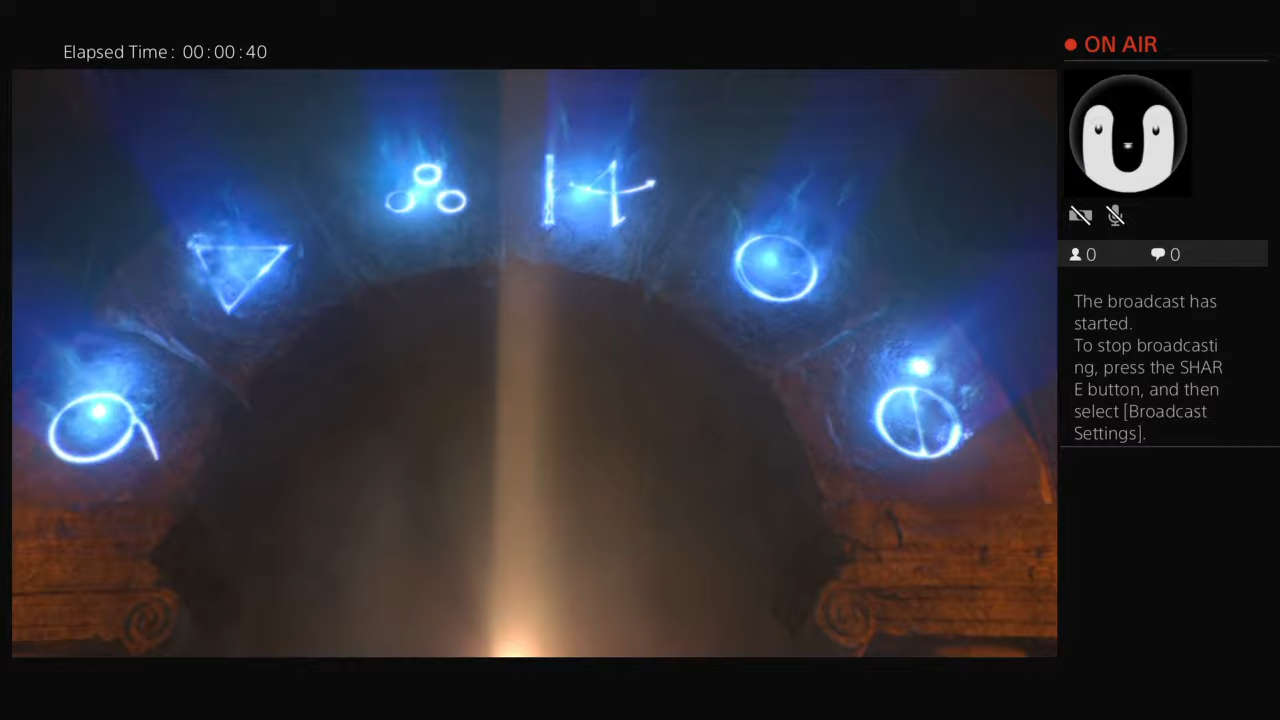 Elapsed Time: 00:00:40
ON AIR
0
0
The broadcast has
started.
To stop broadcasti
ng, press the SHAR
E button, and then
select [Broadcast
Settings].